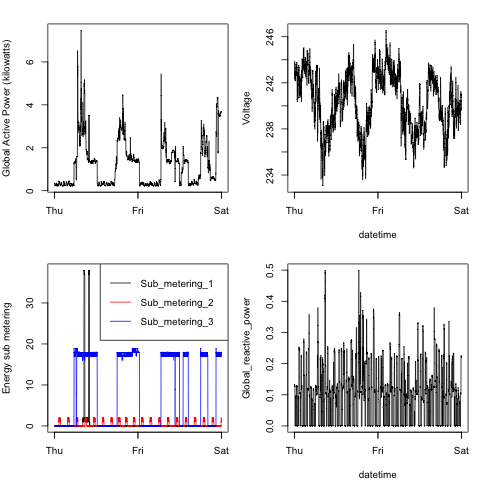 Global Active Power (kilowatts)
0
2
4
6
Thu
Fri
Sat
Voltage
234
238
242
246
Thu
Fri
Sat
datetime
Energy sub metering
0
10
20
30
Sub_metering_1
Sub_metering_2
Sub_metering_3
Thu
Fri
Sat
Global_reactive_power
0.0
0.1
0.2
0.3
0.4
0.5
Thu
Fri
Sat
datetime